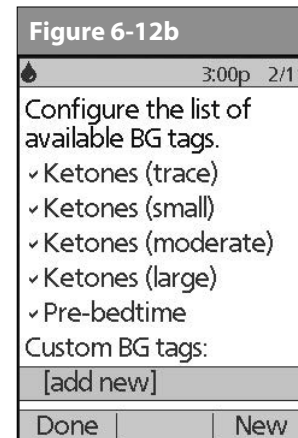 Figure 6-12b
3:00p 2/1
Configure the list of
available BG tags.
✓ Ketones (trace)
✓ Ketones (small)
✓ Ketones (moderate)
✓ Ketones (large)
✓ Pre-bedtime
Custom BG tags:
[add new]
Done New